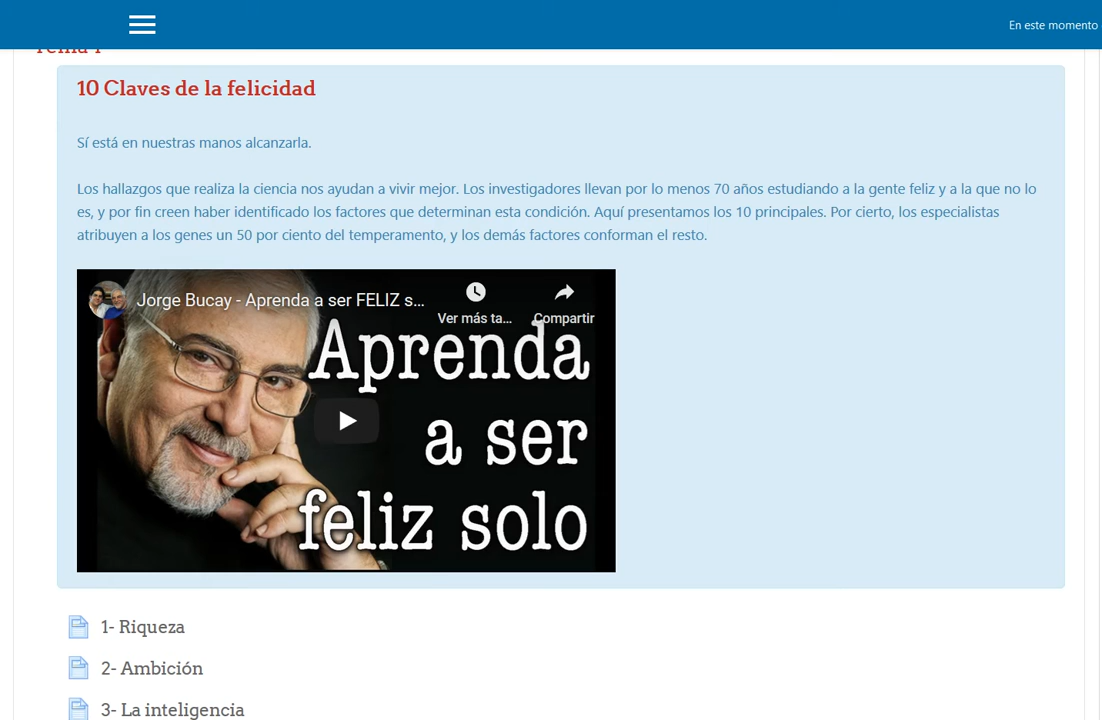 En este momento
Tema 1
10 Claves de la felicidad
Sí está en nuestras manos alcanzarla.
Los hallazgos que realiza la ciencia nos ayudan a vivir mejor. Los investigadores llevan por lo menos 70 años estudiando a la gente feliz y a la que no lo
es, y por fin creen haber identificado los factores que determinan esta condición. Aquí presentamos los 10 principales. Por cierto, los especialistas
atribuyen a los genes un 50 por ciento del temperamento, y los demás factores conforman el resto.
Jorge Bucay - Aprenda a ser FELIZ s...
Ver más ta...
Compartir
Aprenda
a ser
feliz solo
1- Riqueza
2- Ambición
3- La inteligencia